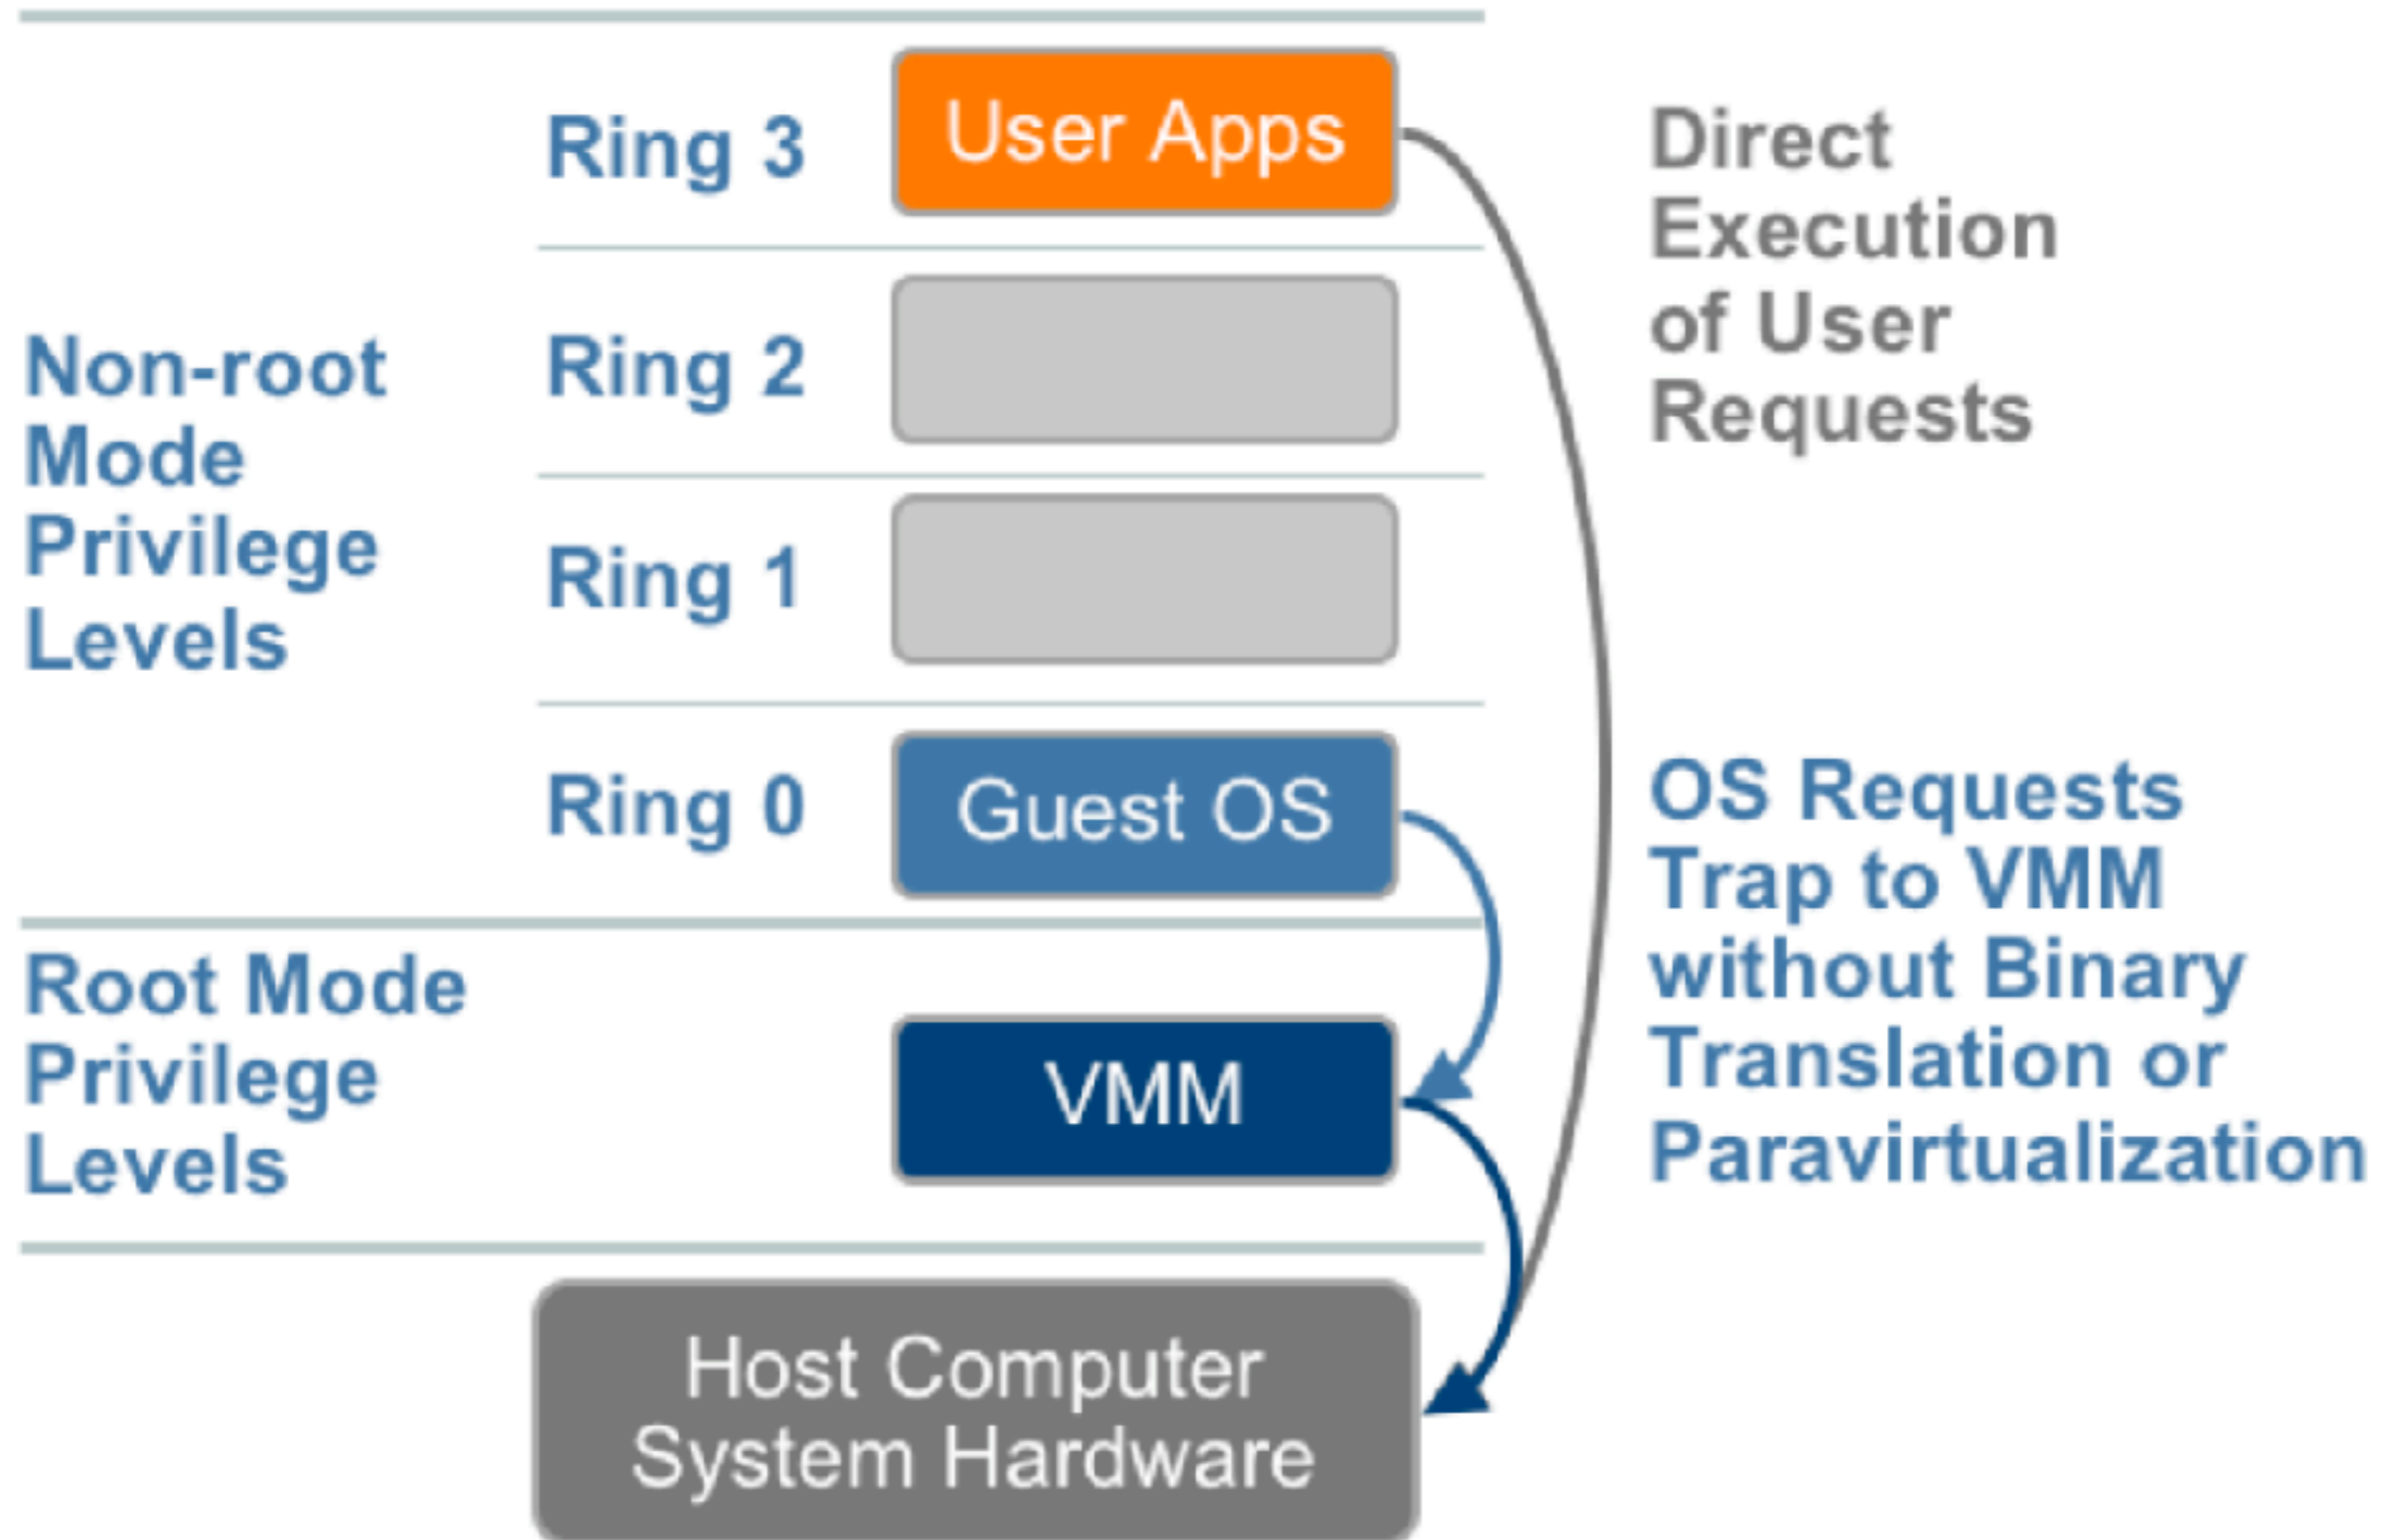 Ring 3
User Apps
Direct
Execution
of User
Requests
Non-root
Mode
Privilege
Levels
Ring 2
Ring 1
Ring 0
Guest OS
OS Requests
Trap to VMM
without Binary
Translation or
Paravirtualization
Root Mode
Privilege
Levels
VMM
Host Computer
System Hardware